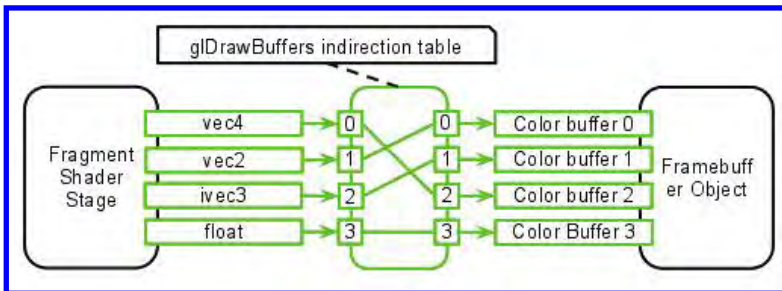 glDrawBuffers indirection table
vec4
0
0
Color buffer 0
Fragment
Shader
Stage
vec2
1
1
Color buffer 1
Framebuff
er Object
ivec3
2
2
Color buffer 2
float
3
3
Color Buffer 3